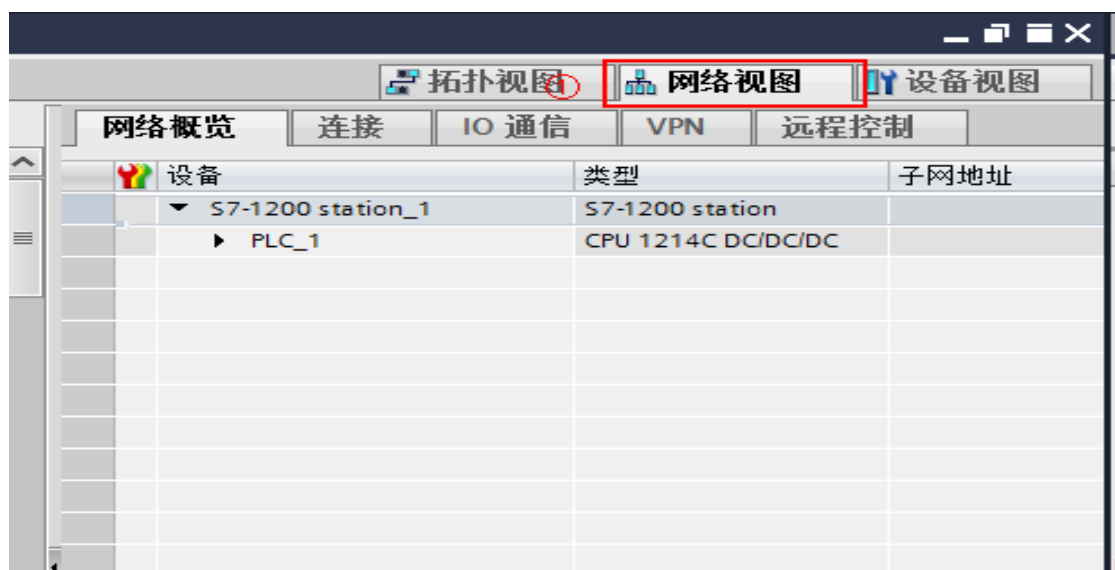 拓扑视图 ① 网络视图 设备视图
网络概览 连接 IO 通信 VPN 远程控制
设备 类型 子网地址
S7-1200 station_1 S7-1200 station
PLC_1 CPU 1214C DC/DC/DC